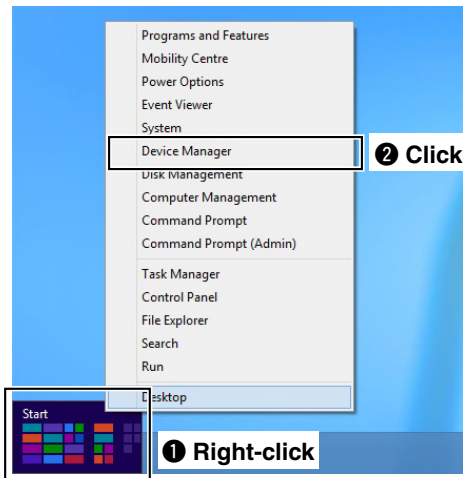 Programs and Features
Mobility Centre
Power Options
Event Viewer
System
Device Manager
❷ Click
Disk Management
Computer Management
Command Prompt
Command Prompt (Admin)
Task Manager
Control Panel
File Explorer
Search
Run
Desktop
Start
❶ Right-click